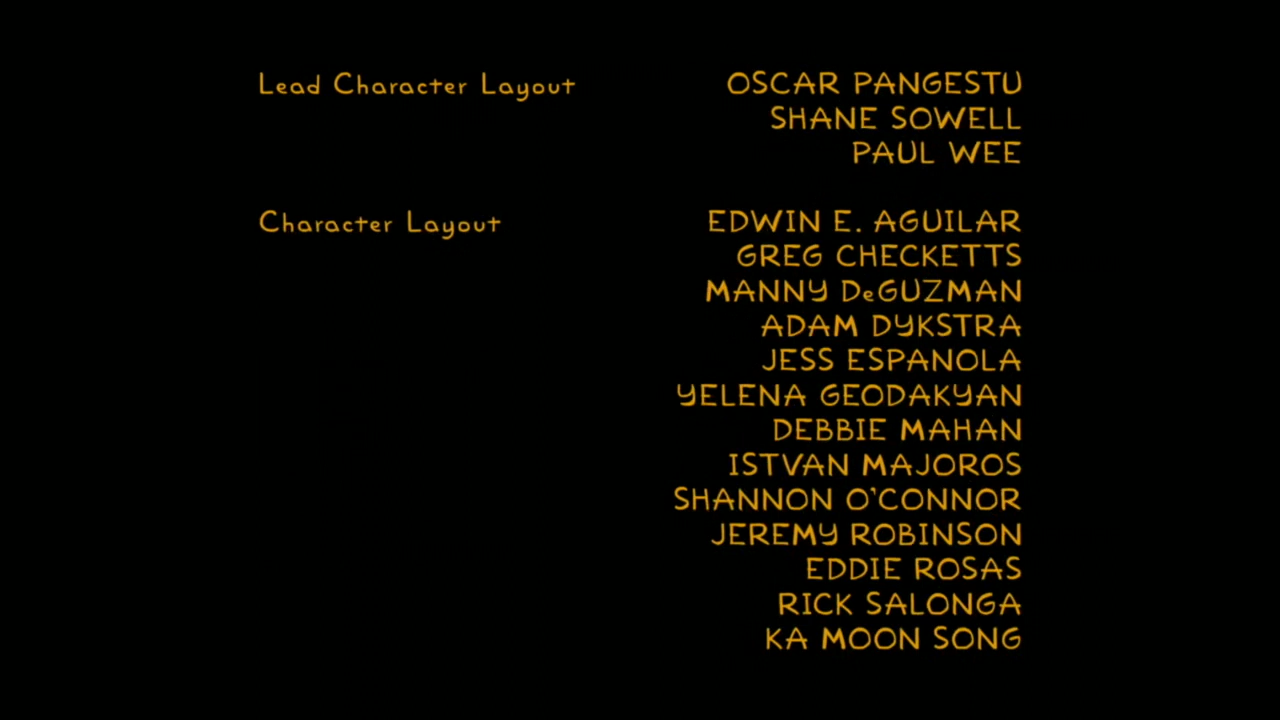 Lead Character Layout OSCAR PANGESTU
SHANE SOWELL
PAUL WEE
Character Layout EDWIN E. AGUILAR
GREG CHECKETTS
MANNY DeGUZMAN
ADAM DYKSTRA
JESS ESPANOLA
YELENA GEODAKYAN
DEBBIE MAHAN
ISTVAN MAJOROS
SHANNON O'CONNOR
JEREMY ROBINSON
EDDIE ROSAS
RICK SALONGA
KA MOON SONG